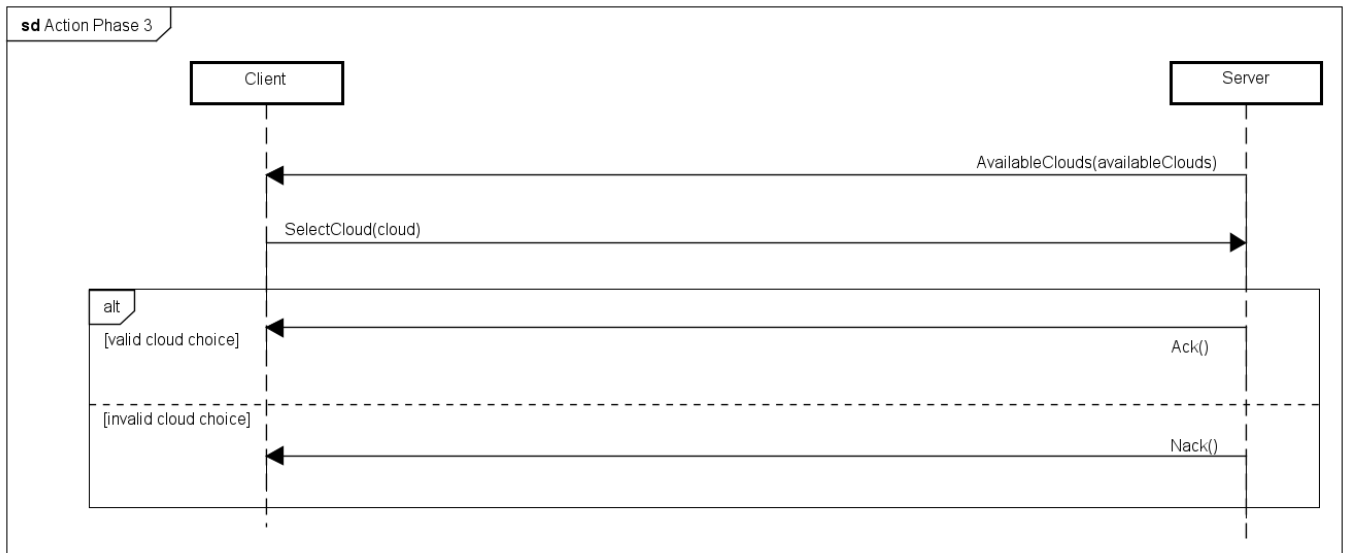 sd Action Phase 3
Client
Server
AvailableClouds(availableClouds)
SelectCloud(cloud)
alt
[valid cloud choice]
Ack()
[invalid cloud choice]
Nack()